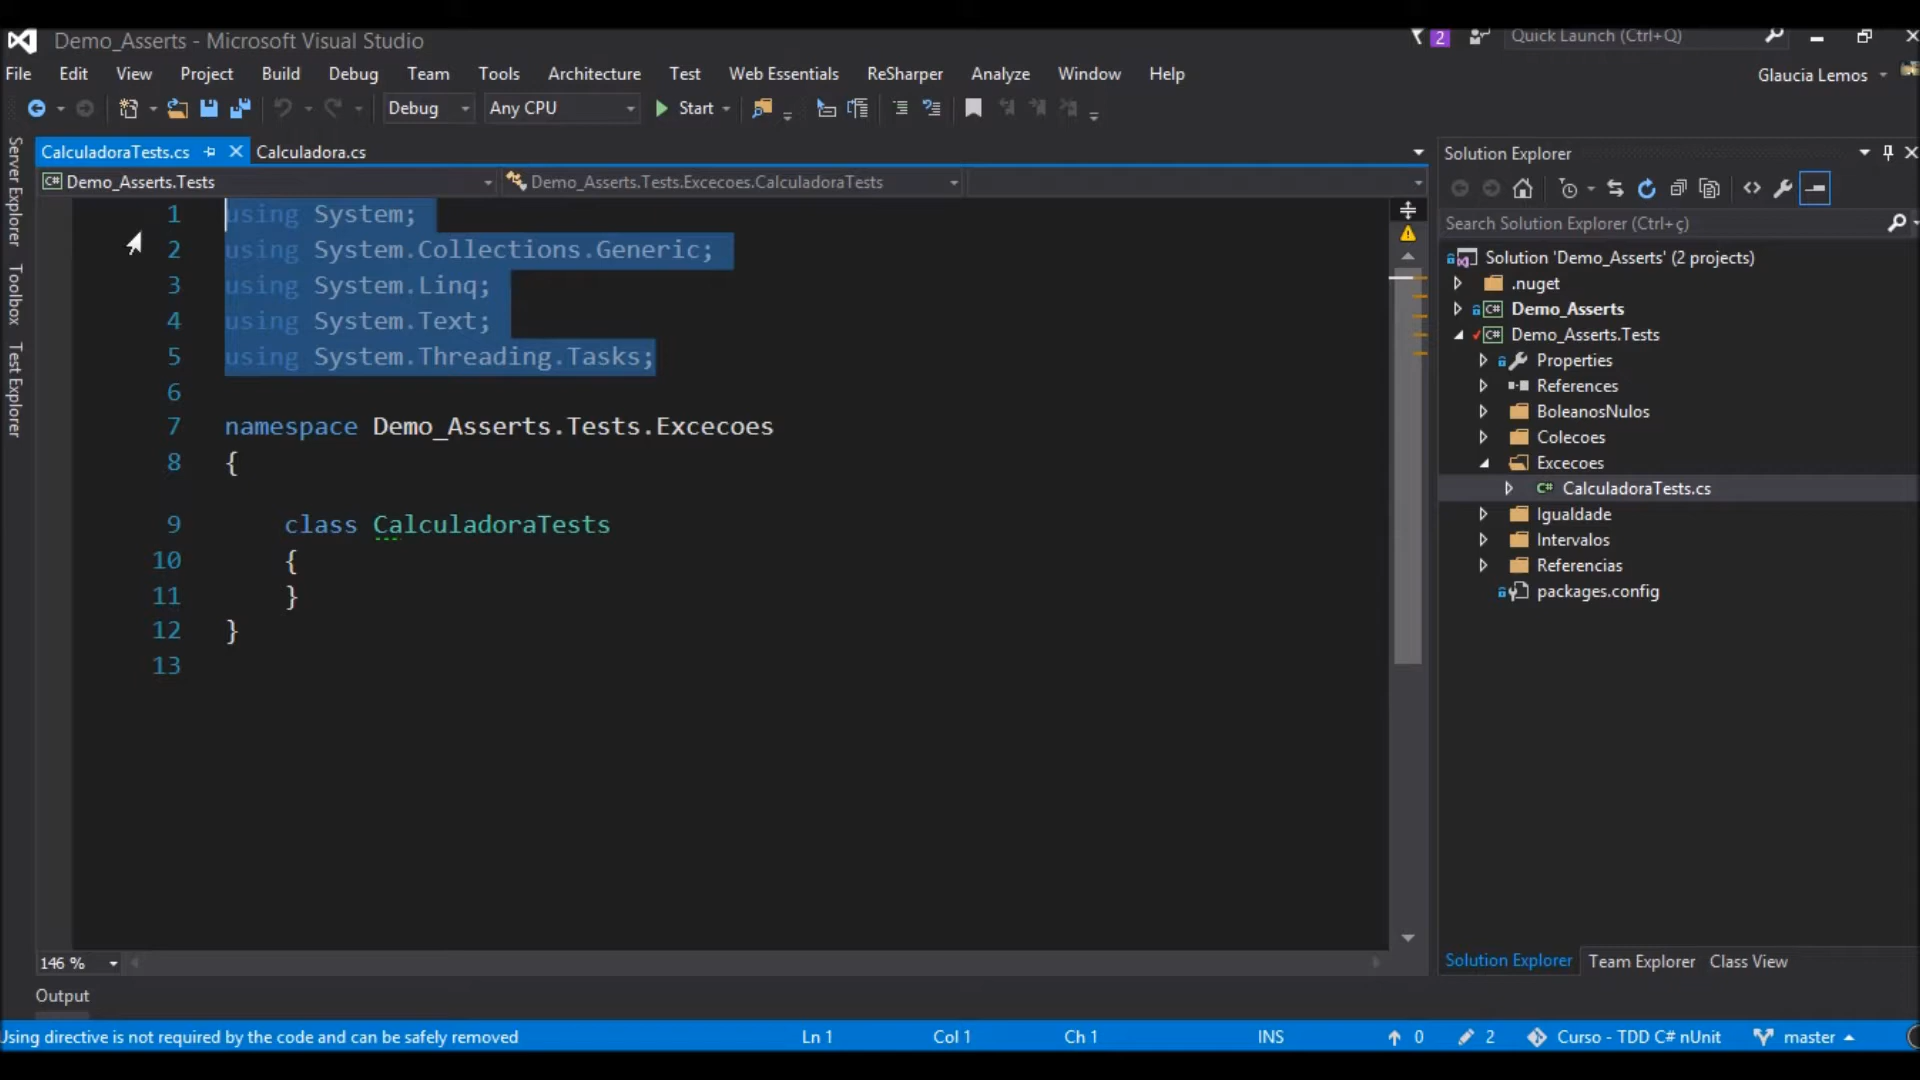 Demo_Asserts - Microsoft Visual Studio
2
Quick Launch (Ctrl+Q)
File Edit View Project Build Debug Team Tools Architecture Test Web Essentials ReSharper Analyze Window Help
Glaucia Lemos
Debug Any CPU Start
Server Explorer
Toolbox
Test Explorer
CalculadoraTests.cs Calculadora.cs
Demo_Asserts.Tests Demo_Asserts.Tests.Excecoes.CalculadoraTests
1 using System;
2 using System.Collections.Generic;
3 using System.Linq;
4 using System.Text;
5 using System.Threading.Tasks;
6
7 namespace Demo_Asserts.Tests.Excecoes
8 {
9 class CalculadoraTests
10 {
11 }
12 }
13
146 %
Solution Explorer
Search Solution Explorer (Ctrl+ç)
Solution 'Demo_Asserts' (2 projects)
.nuget
C# Demo_Asserts
C# Demo_Asserts.Tests
Properties
References
BoleanosNulos
Colecoes
Excecoes
C# CalculadoraTests.cs
Igualdade
Intervalos
Referencias
packages.config
Solution Explorer Team Explorer Class View
Output
Using directive is not required by the code and can be safely removed
Ln 1 Col 1 Ch 1 INS 0 2 Curso - TDD C# nUnit master